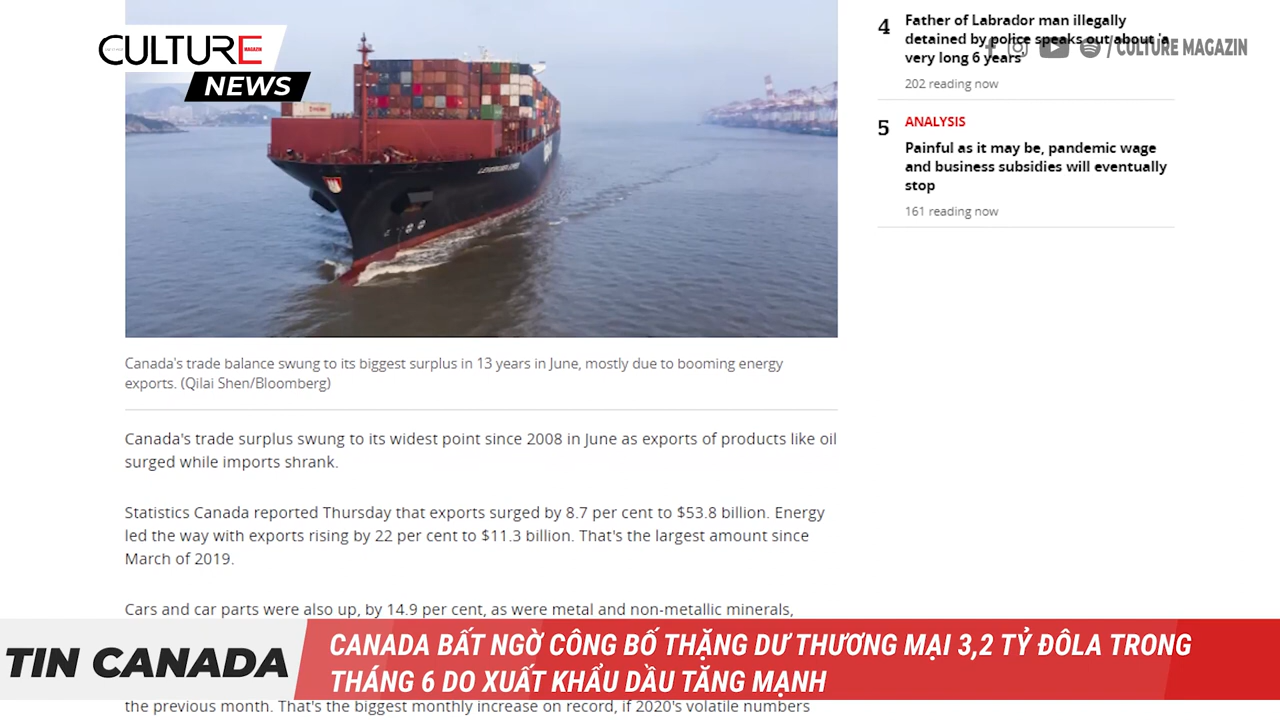 CULTURE
MAGAZIN
NEWS
4
Father of Labrador man illegally
detained by police speaks out about 'a
very long 6 years
202 reading now
/ CULTURE MAGAZIN
5
ANALYSIS
Painful as it may be, pandemic wage
and business subsidies will eventually
stop
161 reading now
Canada's trade balance swung to its biggest surplus in 13 years in June, mostly due to booming energy
exports. (Qilai Shen/Bloomberg)
Canada's trade surplus swung to its widest point since 2008 in June as exports of products like oil
surged while imports shrank.
Statistics Canada reported Thursday that exports surged by 8.7 per cent to $53.8 billion. Energy
led the way with exports rising by 22 per cent to $11.3 billion. That's the largest amount since
March of 2019.
Cars and car parts were also up, by 14.9 per cent, as were metal and non-metallic minerals,
TIN CANADA
CANADA BẤT NGỜ CÔNG BỐ THẶNG DƯ THƯƠNG MẠI 3,2 TỶ ĐÔLA TRONG
THÁNG 6 DO XUẤT KHẨU DẦU TĂNG MẠNH
the previous month. That's the biggest monthly increase on record, if 2020's volatile numbers